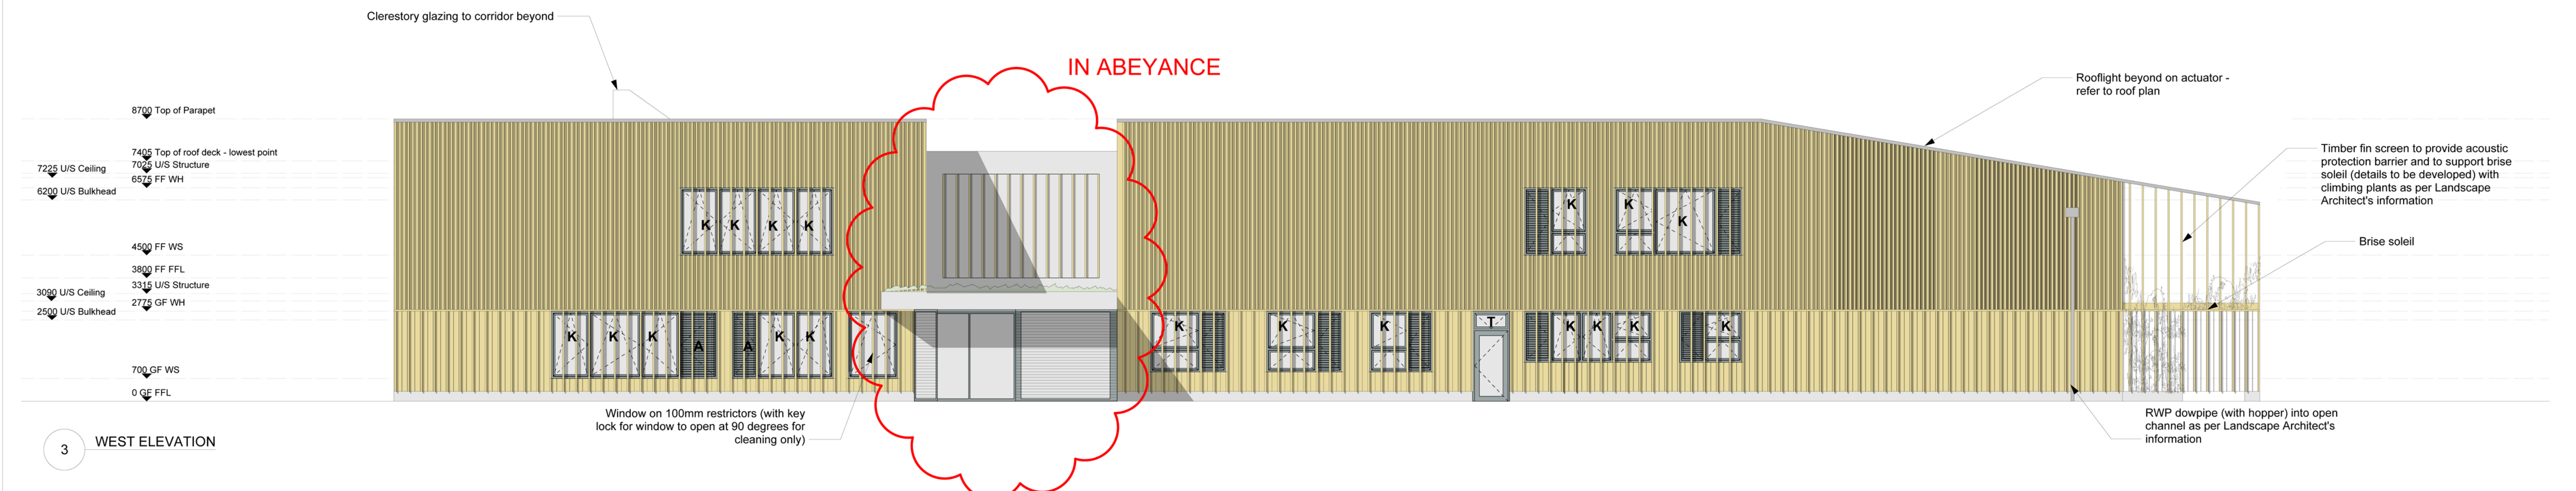 Clerestory glazing to corridor beyond
IN ABEYANCE
Rooflight beyond on actuator -
refer to roof plan
8700 Top of Parapet
7405 Top of roof deck - lowest point
7225 U/S Ceiling
7025 U/S Structure
6575 FF WH
6200 U/S Bulkhead
4500 FF WS
3800 FF FFL
3315 U/S Structure
3090 U/S Ceiling
2775 GF WH
2500 U/S Bulkhead
700 GF WS
0 GF FFL
Timber fin screen to provide acoustic
protection barrier and to support brise
soleil (details to be developed) with
climbing plants as per Landscape
Architect's information
Brise soleil
K K K K
K K K
K K K A A K K
K K K T K K K K
Window on 100mm restrictors (with key
lock for window to open at 90 degrees for
cleaning only)
RWP dowpipe (with hopper) into open
channel as per Landscape Architect's
information
3 WEST ELEVATION